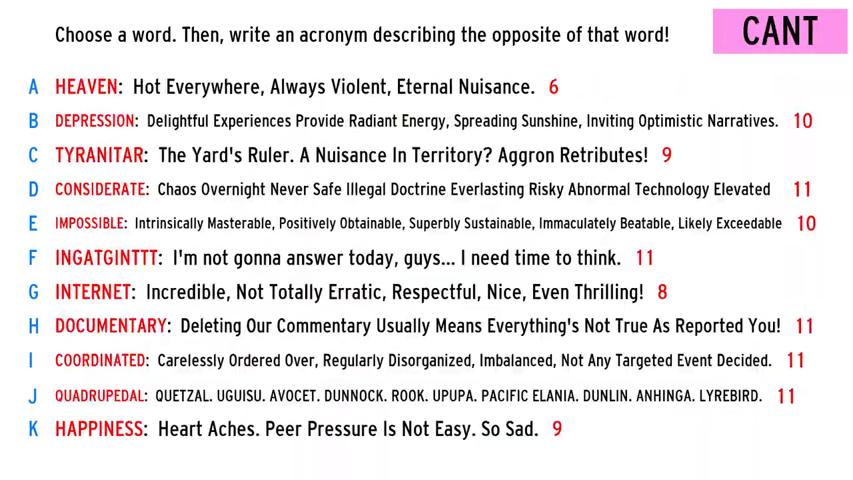 Choose a word. Then, write an acronym describing the opposite of that word!
CANT
A HEAVEN: Hot Everywhere, Always Violent, Eternal Nuisance. 6
B DEPRESSION: Delightful Experiences Provide Radiant Energy, Spreading Sunshine, Inviting Optimistic Narratives. 10
C TYRANITAR: The Yard's Ruler. A Nuisance In Territory? Aggron Retributes! 9
D CONSIDERATE: Chaos Overnight Never Safe Illegal Doctrine Everlasting Risky Abnormal Technology Elevated 11
E IMPOSSIBLE: Intrinsically Masterable, Positively Obtainable, Superbly Sustainable, Immaculately Beatable, Likely Exceedable 10
F INGATGINTTT: I'm not gonna answer today, guys... I need time to think. 11
G INTERNET: Incredible, Not Totally Erratic, Respectful, Nice, Even Thrilling! 8
H DOCUMENTARY: Deleting Our Commentary Usually Means Everything's Not True As Reported You! 11
I COORDINATED: Carelessly Ordered Over, Regularly Disorganized, Imbalanced, Not Any Targeted Event Decided. 11
J QUADRUPEDAL: QUETZAL. UGUISU. AVOCET. DUNNOCK. ROOK. UPUPA. PACIFIC ELANIA. DUNLIN. ANHINGA. LYREBIRD. 11
K HAPPINESS: Heart Aches. Peer Pressure Is Not Easy. So Sad. 9